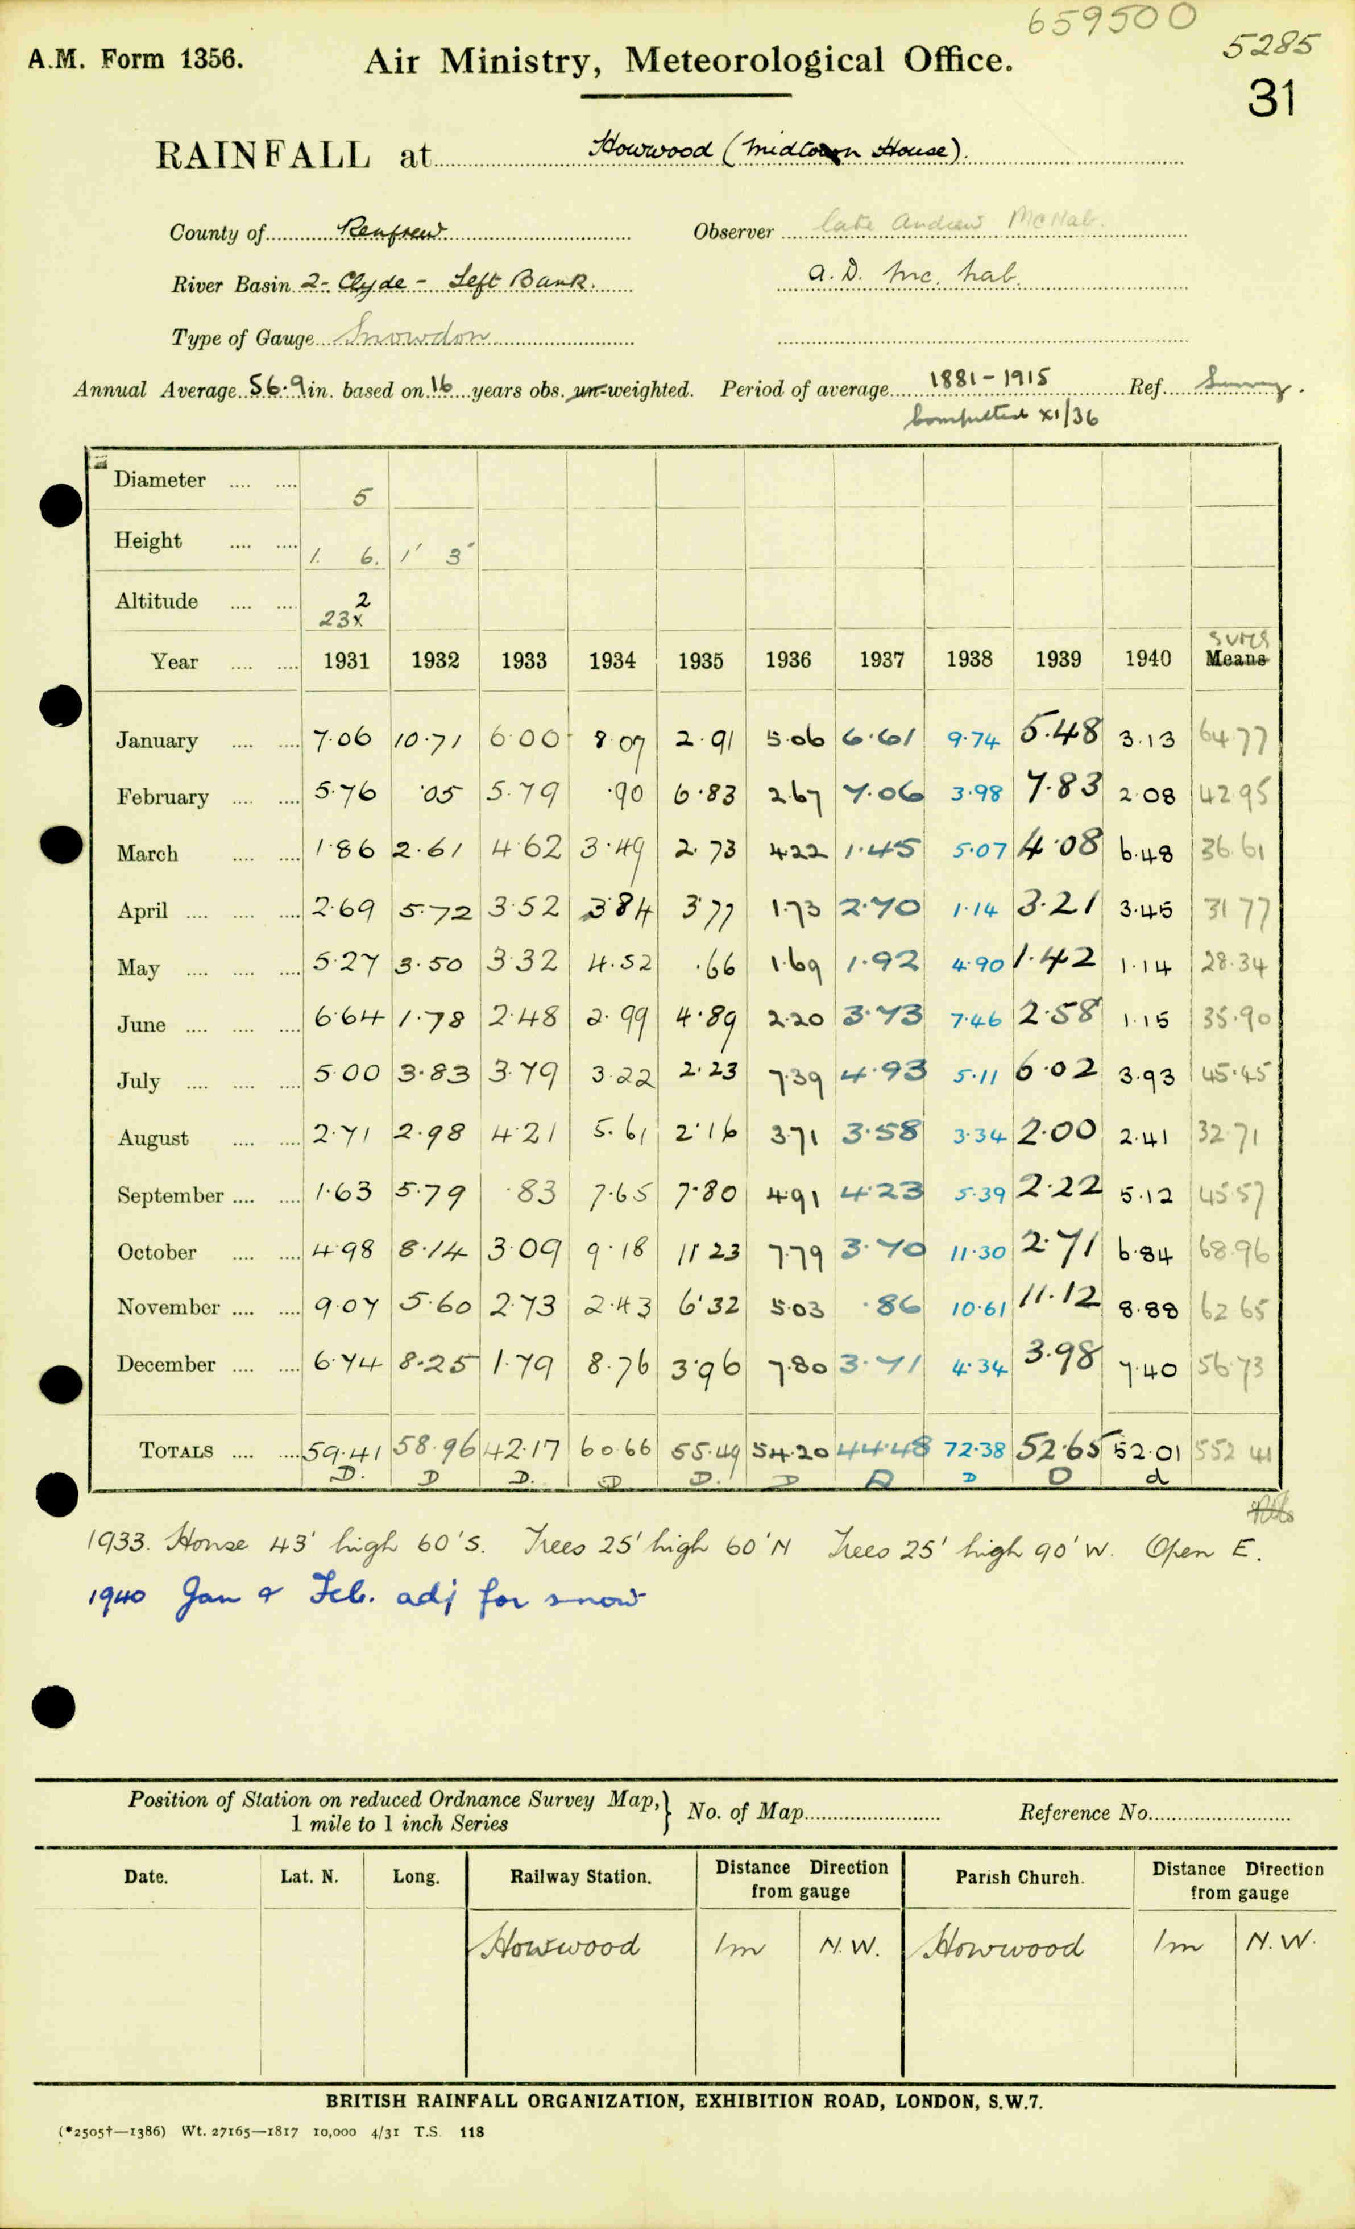 659500
5285
A.M. Form 1356. Air Ministry, Meteorological Office.
31
RAINFALL at Howwood (Midtown House).
County of Renfrew Observer late Andrew McNab.
River Basin 2- Clyde - Left Bank. A. D. Mc. Nab.
Type of Gauge Snowdon
Annual Average 56.9 in. based on 16 years obs. un-weighted. Period of average 1881-1915 Ref.
Computed XI/36
Diameter .... .... 5
Height .... .... 1. 6. 1' 3"
Altitude .... .... 23x 2
sums
Year .... .... 1931 1932 1933 1934 1935 1936 1937 1938 1939 1940 Means
January .... .... 7.06 10.71 6.00 8.07 2.91 5.06 6.61 9.74 5.48 3.13 64.77
February .... .... 5.76 .05 5.79 .90 6.83 2.67 7.06 3.98 7.83 2.08 42.95
March .... .... 1.86 2.61 4.62 3.49 2.73 4.22 1.45 5.07 4.08 6.48 36.61
April .... .... .... 2.69 5.72 3.52 3.84 3.77 1.73 2.70 1.14 3.21 3.45 31.77
May .... .... .... 5.27 3.50 3.32 4.52 .66 1.69 1.92 4.90 1.42 1.14 28.34
June .... .... .... 6.64 1.78 2.48 2.99 4.89 2.20 3.73 7.46 2.58 1.15 35.90
July .... .... .... 5.00 3.83 3.79 3.22 2.23 7.39 4.93 5.11 6.02 3.93 45.45
August .... .... 2.71 2.98 4.21 5.61 2.16 3.71 3.58 3.34 2.00 2.41 32.71
September .... .... 1.63 5.79 .83 7.65 7.80 4.91 4.23 5.39 2.22 5.12 45.57
October .... .... 4.98 8.14 3.09 9.18 11.23 7.79 3.70 11.30 2.71 6.84 68.96
November .... .... 9.07 5.60 2.73 2.43 6.32 5.03 .86 10.61 11.12 8.88 62.65
December .... .... 6.74 8.25 1.79 8.76 3.96 7.80 3.71 4.34 3.98 7.40 56.73
TOTALS .... .... 59.41 58.96 42.17 60.66 55.49 54.20 44.48 72.38 52.65 52.01 552.41
D. D D. D D. D D D D d
1933. House 43' high 60'S. Trees 25' high 60'N Trees 25' high 90'W. Open E.
1940 Jan & Feb. adj for snow
Position of Station on reduced Ordnance Survey Map, } No. of Map Reference No.
1 mile to 1 inch Series
Date. Lat. N. Long. Railway Station. Distance Direction from gauge Parish Church. Distance Direction from gauge
Howwood 1m N.W. Howwood 1m N.W.
BRITISH RAINFALL ORGANIZATION, EXHIBITION ROAD, LONDON, S.W.7.
(*2505†—1386) Wt. 27165—1817 10,000 4/31 T.S. 118